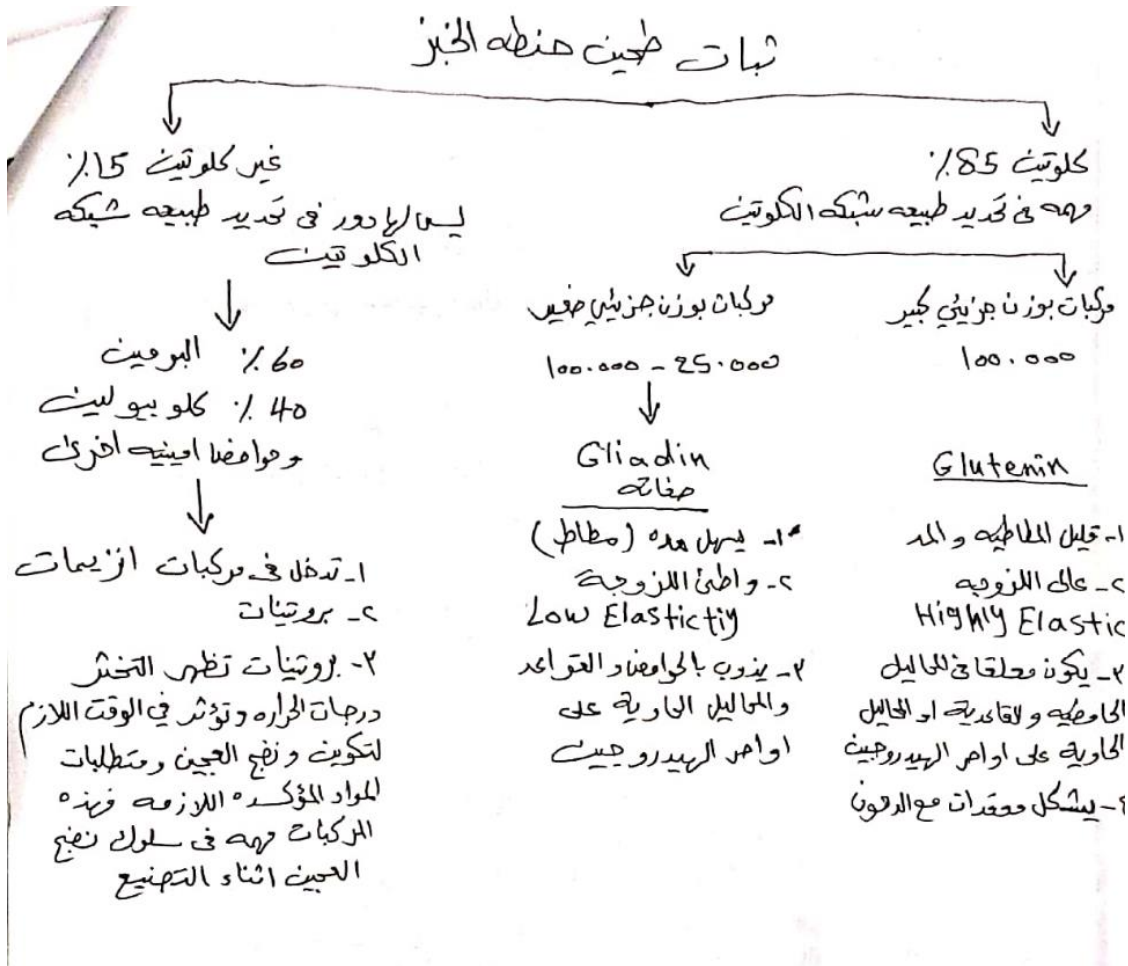 ثبات طحين حنطه الخبز
كلوتين 85%
مهمه في تحديد طبيعه شبكه الكلوتين
مركبات بوزن جزيئي كبير
100.000
Glutenin
1- قليل المطاطيه والمد
2- عالي اللزوجيه
Highly Elastic
3- يكون معلقا في المحاليل
الحامضيه والقاعدية او المحاليل
الحاوية على اواصر الهيدروجين
4- يشكل معقدات مع الدهون
مركبات بوزن جزيئي صغير
100.000 - 25.000
Gliadin
صفاته
1- يسهل مده (مطاط)
2- واطئ اللزوجة
Low Elastictiy
3- يذوب بالحوامض والقواعد
والمحاليل الحاوية على
اواصر الهيدروجين
غير كلوتين 15%
ليس لها دور في تحديد طبيعه شبكه
الكلوتين
60% البومين
40% كلوبيولين
وحوامض امينيه اخرى
1- تدخل في مركبات انزيمات
2- بروتينات
3- بروتينات تظهر التخثر
درجات الحراره وتؤثر في الوقت اللازم
لتكوين ونضج العجين ومتطلبات
المواد المؤكسده اللازمه فهذه
المركبات مهمه في سلوك نضج
العجين اثناء التصنيع